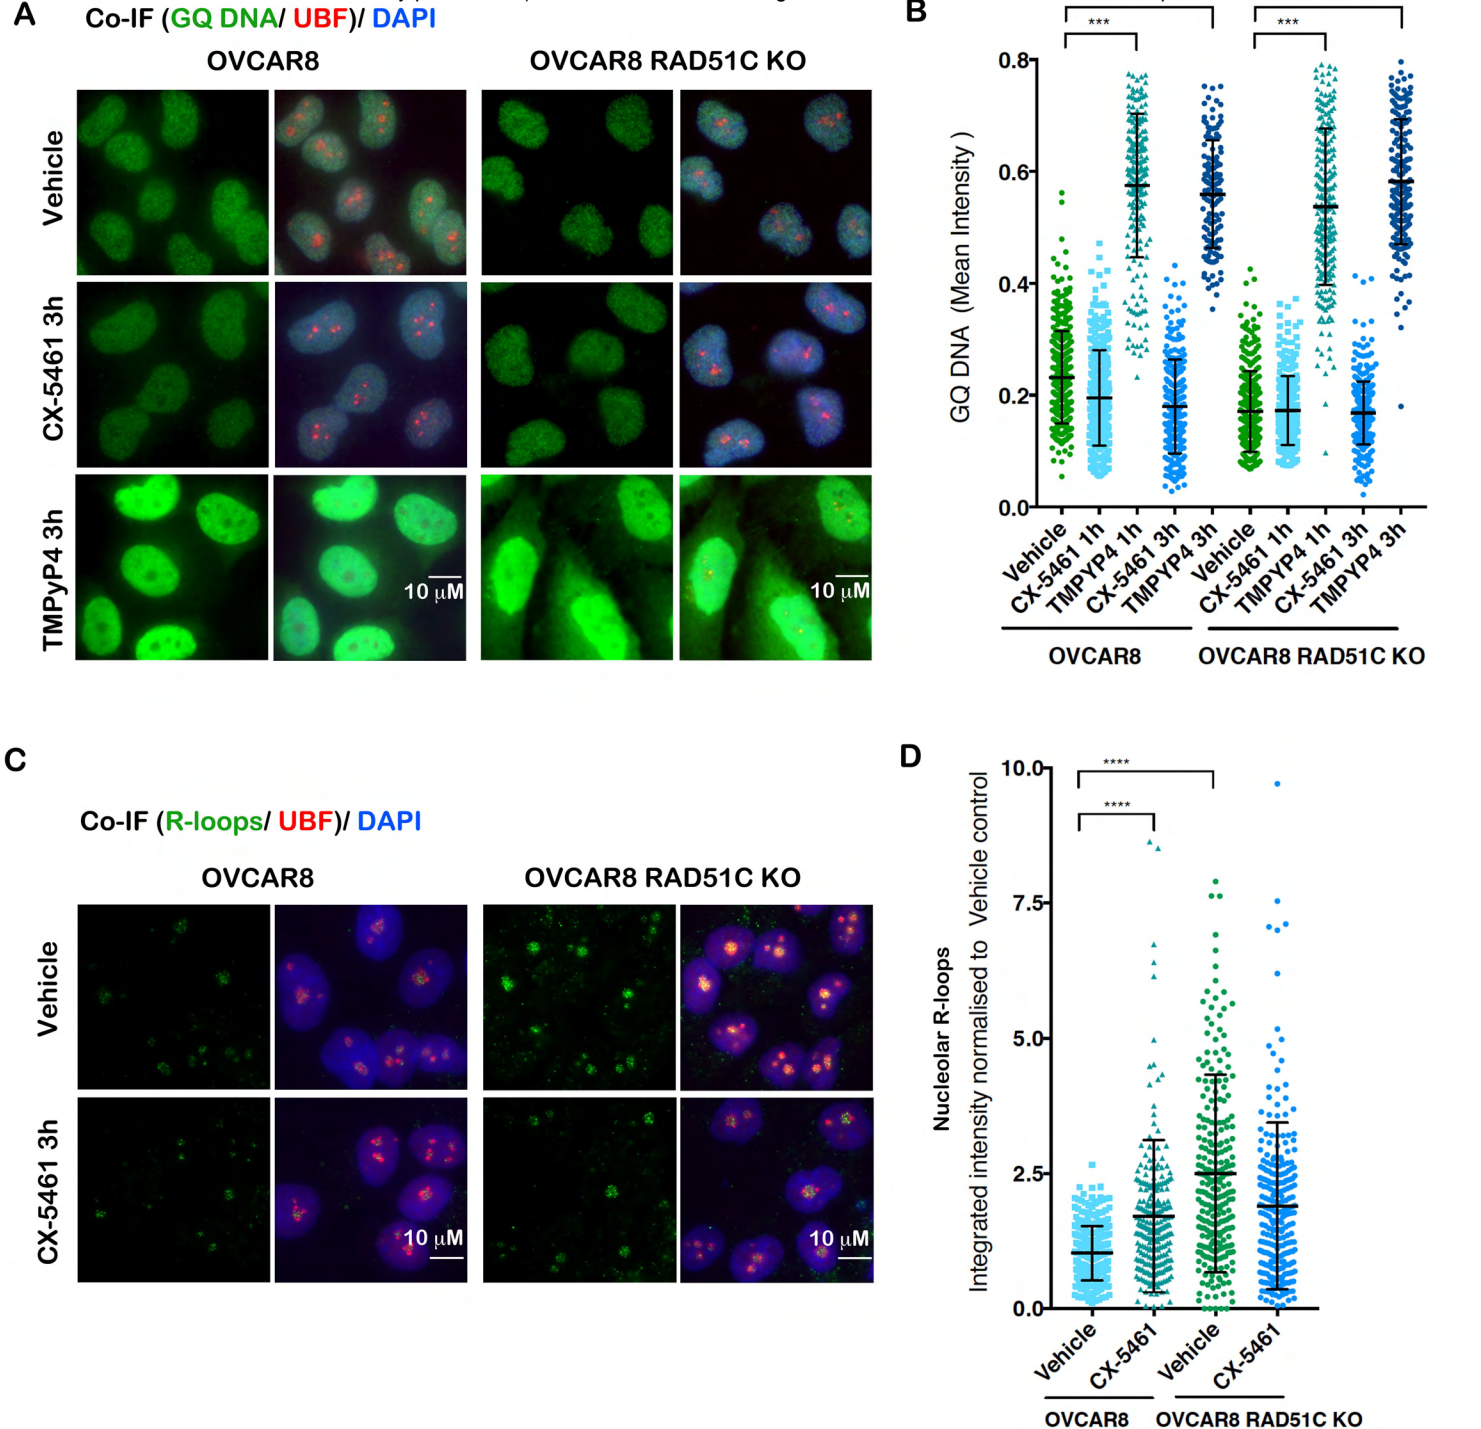 A
Co-IF (GQ DNA/ UBF)/ DAPI
OVCAR8
OVCAR8 RAD51C KO
Vehicle
CX-5461 3h
TMPyP4 3h
10 µM
10 µM
B
***
***
GQ DNA (Mean Intensity )
0.8
0.6
0.4
0.2
0.0
Vehicle
CX-5461 1h
TMPYP4 1h
CX-5461 3h
TMPYP4 3h
Vehicle
CX-5461 1h
TMPYP4 1h
CX-5461 3h
TMPYP4 3h
OVCAR8
OVCAR8 RAD51C KO
C
Co-IF (R-loops/ UBF)/ DAPI
OVCAR8
OVCAR8 RAD51C KO
Vehicle
CX-5461 3h
10 µM
10 µM
D
****
****
Nucleolar R-loops
Integrated intensity normalised to Vehicle control
10.0
7.5
5.0
2.5
0.0
Vehicle
CX-5461
Vehicle
CX-5461
OVCAR8
OVCAR8 RAD51C KO